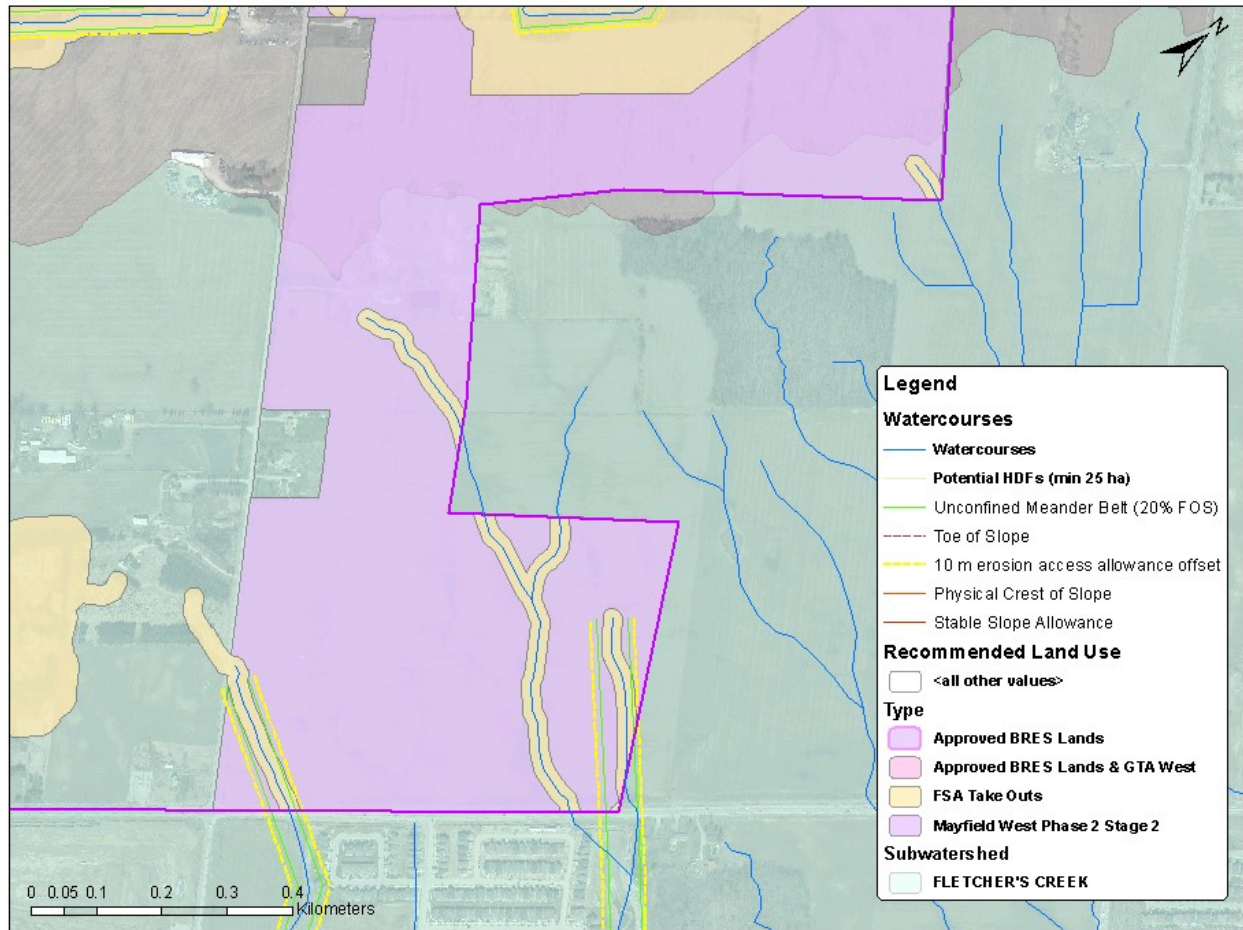 N
Legend
Watercourses
Watercourses
Potential HDFs (min 25 ha)
Unconfined Meander Belt (20% FOS)
Toe of Slope
10 m erosion access allowance offset
Physical Crest of Slope
Stable Slope Allowance
Recommended Land Use
<all other values>
Type
Approved BRES Lands
Approved BRES Lands & GTA West
FSA Take Outs
Mayfield West Phase 2 Stage 2
Subwatershed
FLETCHER'S CREEK
0 0.05 0.1 0.2 0.3 0.4
Kilometers